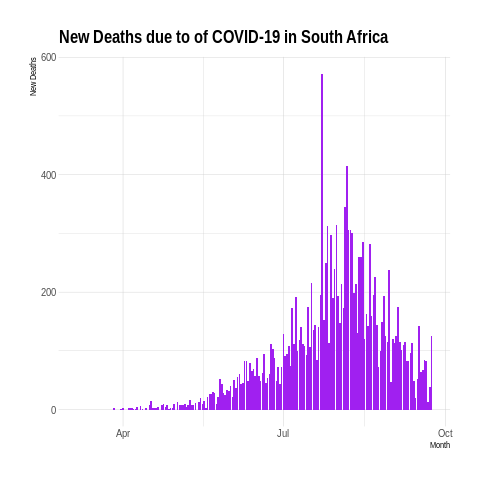 New Deaths due to of COVID-19 in South Africa
New Deaths
600
400
200
0
Apr
Jul
Oct
Month